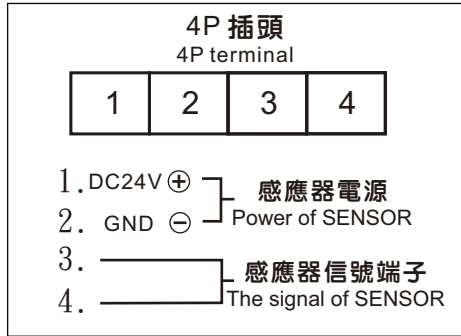 4P 插頭
4P terminal
1 2 3 4
1. DC24V ⊕
感應器電源
2. GND ⊖
Power of SENSOR
3.
感應器信號端子
4.
The signal of SENSOR